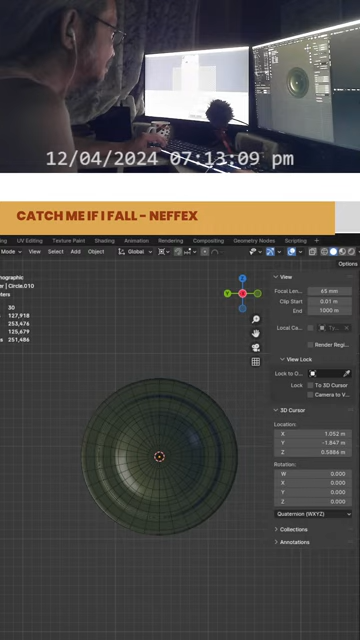 12/04/2024 07:13:09 pm
CATCH ME IF I FALL - NEFFEX
UV Editing Texture Paint Shading Animation Rendering Compositing Geometry Nodes Scripting
Mode View Select Add Object Global
Options
ographic
r | Circle.010
eters
30
127,918
253,476
125,679
251,486
Z
Y
View
Focal Len... 65 mm
Clip Start 0.01 m
End 1000 m
Local Ca...
Render Regi...
View Lock
Lock to O...
Lock To 3D Cursor
Camera to V...
3D Cursor
Location:
X 1.052 m
Y -1.847 m
Z 0.5886 m
Rotation:
W 0.000
X 0.000
Y 0.000
Z 0.000
Quaternion (WXYZ)
Collections
Annotations